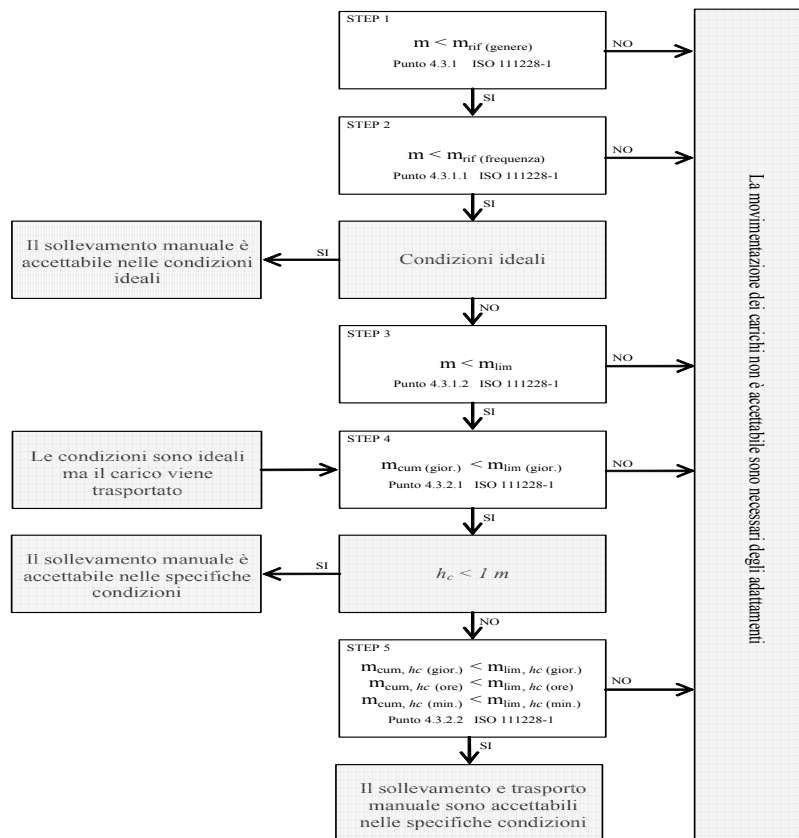 STEP 1
m < mrif (genere)
Punto 4.3.1 ISO 111228-1
NO
SI
STEP 2
m < mrif (frequenza)
Punto 4.3.1.1 ISO 111228-1
NO
SI
Il sollevamento manuale è
accettabile nelle condizioni
ideali
SI
Condizioni ideali
NO
STEP 3
m < mlim
Punto 4.3.1.2 ISO 111228-1
NO
SI
Le condizioni sono ideali
ma il carico viene
trasportato
STEP 4
mcum (gior.) < mlim (gior.)
Punto 4.3.2.1 ISO 111228-1
NO
SI
Il sollevamento manuale è
accettabile nelle specifiche
condizioni
SI
hc < 1 m
NO
STEP 5
mcum, hc (gior.) < mlim, hc (gior.)
mcum, hc (ore) < mlim, hc (ore)
mcum, hc (min.) < mlim, hc (min.)
Punto 4.3.2.2 ISO 111228-1
NO
SI
Il sollevamento e trasporto
manuale sono accettabili
nelle specifiche condizioni
La movimentazione dei carichi non è accettabile sono necessari degli adattamenti